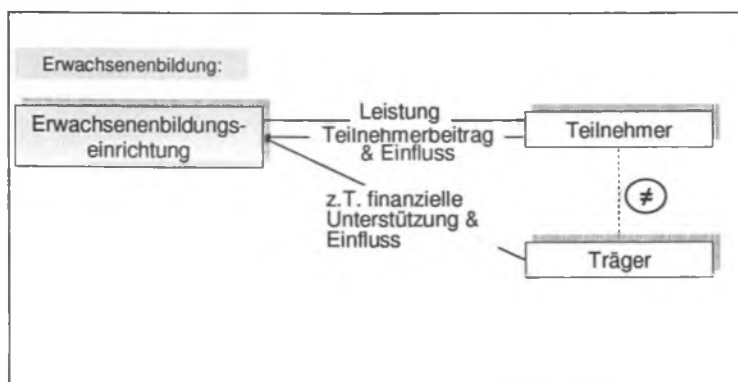 Erwachsenenbildung:
Erwachsenenbildungs-
einrichtung
Leistung
Teilnehmerbeitrag
& Einfluss
Teilnehmer
≠
z.T. finanzielle
Unterstützung &
Einfluss
Träger